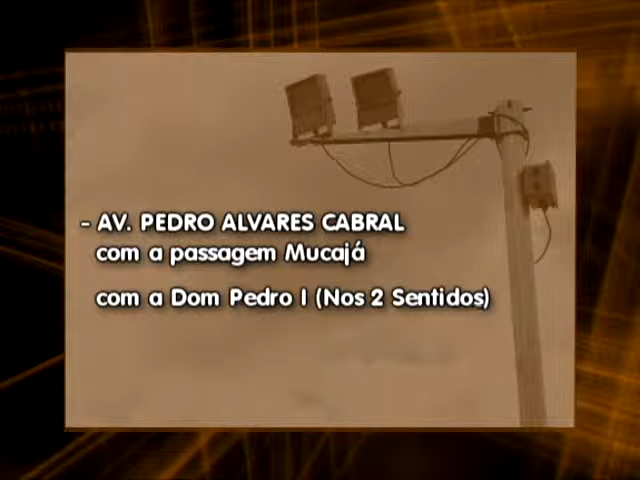 - AV. PEDRO ALVARES CABRAL
com a passagem Mucajá
com a Dom Pedro I (Nos 2 Sentidos)